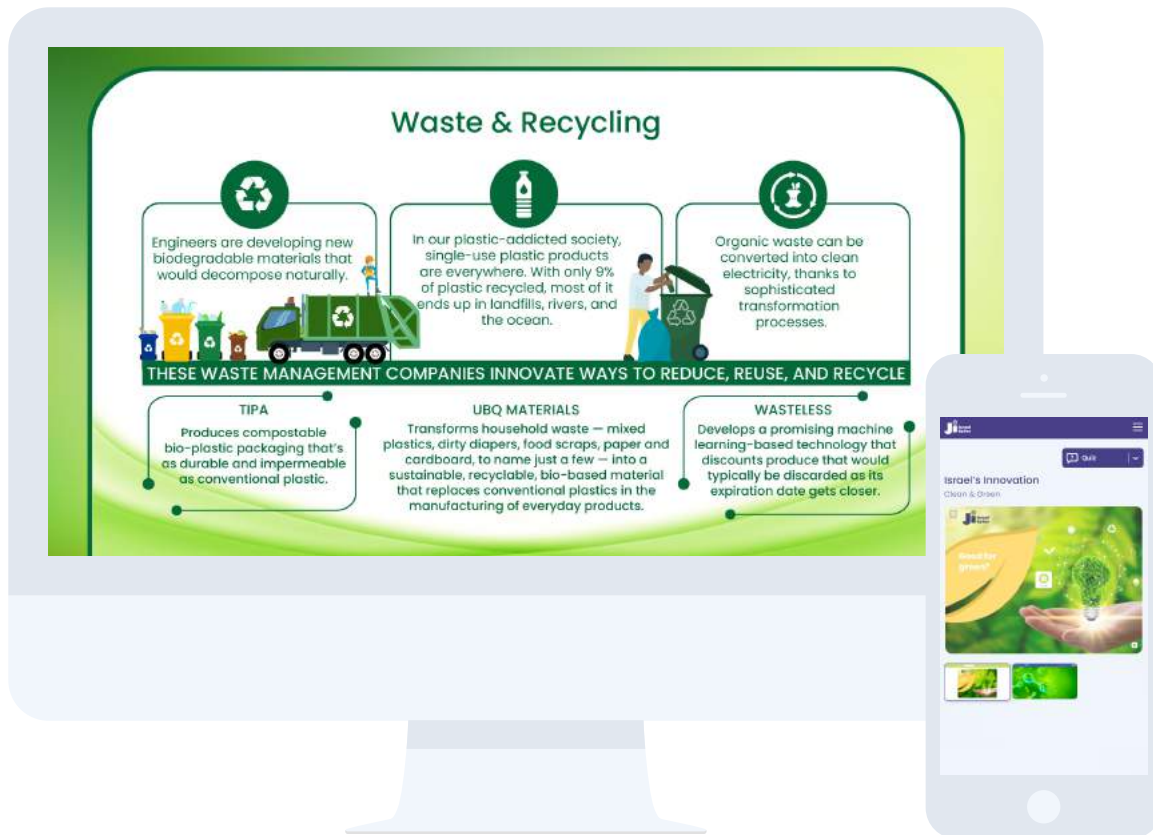 Waste & Recycling
Engineers are developing new
biodegradable materials that
would decompose naturally.
In our plastic-addicted society,
single-use plastic products
are everywhere. With only 9%
of plastic recycled, most of it
ends up in landfills, rivers, and
the ocean.
Organic waste can be
converted into clean
electricity, thanks to
sophisticated
transformation
processes.
THESE WASTE MANAGEMENT COMPANIES INNOVATE WAYS TO REDUCE, REUSE, AND RECYCLE
TIPA
Produces compostable
bio-plastic packaging that's
as durable and impermeable
as conventional plastic.
UBQ MATERIALS
Transforms household waste — mixed
plastics, dirty diapers, food scraps, paper and
cardboard, to name just a few — into a
sustainable, recyclable, bio-based material
that replaces conventional plastics in the
manufacturing of everyday products.
WASTELESS
Develops a promising machine
learning-based technology that
discounts produce that would
typically be discarded as its
expiration date gets closer.
Ji
Quiz
Israel's Innovation
Clean & Green
Ji
Need for
green?